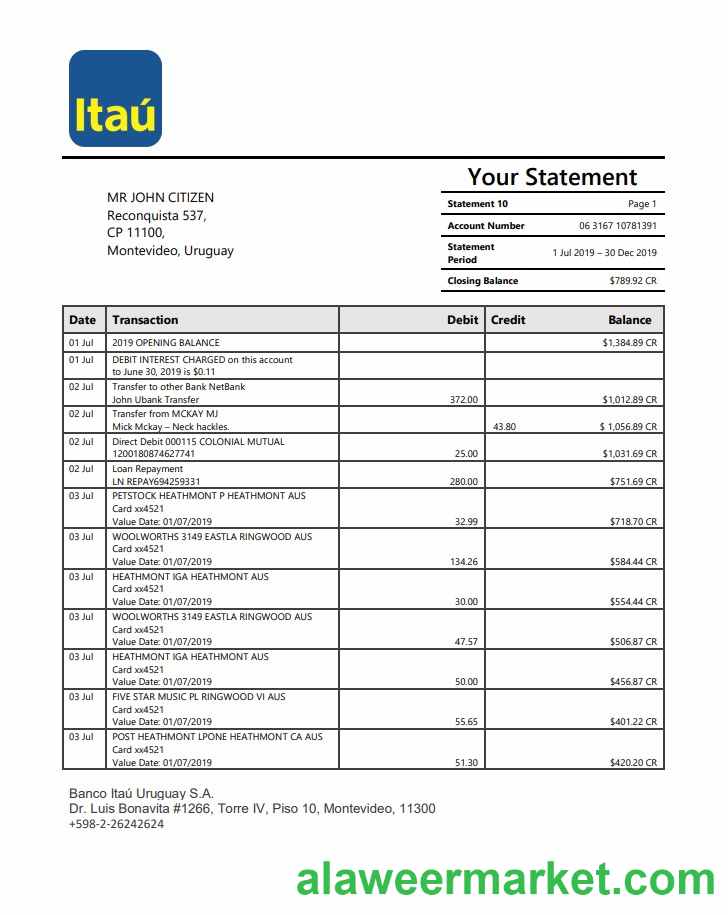 Itaú
MR JOHN CITIZEN
Reconquista 537,
CP 11100,
Montevideo, Uruguay
Your Statement
Statement 10 Page 1
Account Number 06 3167 10781391
Statement
Period 1 Jul 2019 – 30 Dec 2019
Closing Balance $789.92 CR
Date Transaction Debit Credit Balance
01 Jul 2019 OPENING BALANCE $1,384.89 CR
01 Jul DEBIT INTEREST CHARGED on this account
to June 30, 2019 is $0.11
02 Jul Transfer to other Bank NetBank
John Ubank Transfer 372.00 $1,012.89 CR
02 Jul Transfer from MCKAY MJ
Mick Mckay – Neck hackles. 43.80 $ 1,056.89 CR
02 Jul Direct Debit 000115 COLONIAL MUTUAL
1200180874627741 25.00 $1,031.69 CR
02 Jul Loan Repayment
LN REPAY694259331 280.00 $751.69 CR
03 Jul PETSTOCK HEATHMONT P HEATHMONT AUS
Card xx4521
Value Date: 01/07/2019 32.99 $718.70 CR
03 Jul WOOLWORTHS 3149 EASTLA RINGWOOD AUS
Card xx4521
Value Date: 01/07/2019 134.26 $584.44 CR
03 Jul HEATHMONT IGA HEATHMONT AUS
Card xx4521
Value Date: 01/07/2019 30.00 $554.44 CR
03 Jul WOOLWORTHS 3149 EASTLA RINGWOOD AUS
Card xx4521
Value Date: 01/07/2019 47.57 $506.87 CR
03 Jul HEATHMONT IGA HEATHMONT AUS
Card xx4521
Value Date: 01/07/2019 50.00 $456.87 CR
03 Jul FIVE STAR MUSIC PL RINGWOOD VI AUS
Card xx4521
Value Date: 01/07/2019 55.65 $401.22 CR
03 Jul POST HEATHMONT LPONE HEATHMONT CA AUS
Card xx4521
Value Date: 01/07/2019 51.30 $420.20 CR
Banco Itaú Uruguay S.A.
Dr. Luis Bonavita #1266, Torre IV, Piso 10, Montevideo, 11300
+598-2-26242624
alaweermarket.com